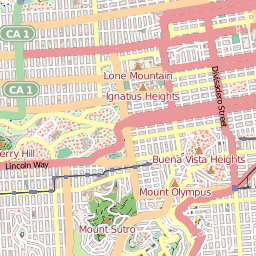 CA 1
Lone Mountain
Ignatius Heights
CA 1
Divisadero Street
erry Hill
Lincoln Way
Buena Vista Heights
Mount Olympus
Mount Sutro